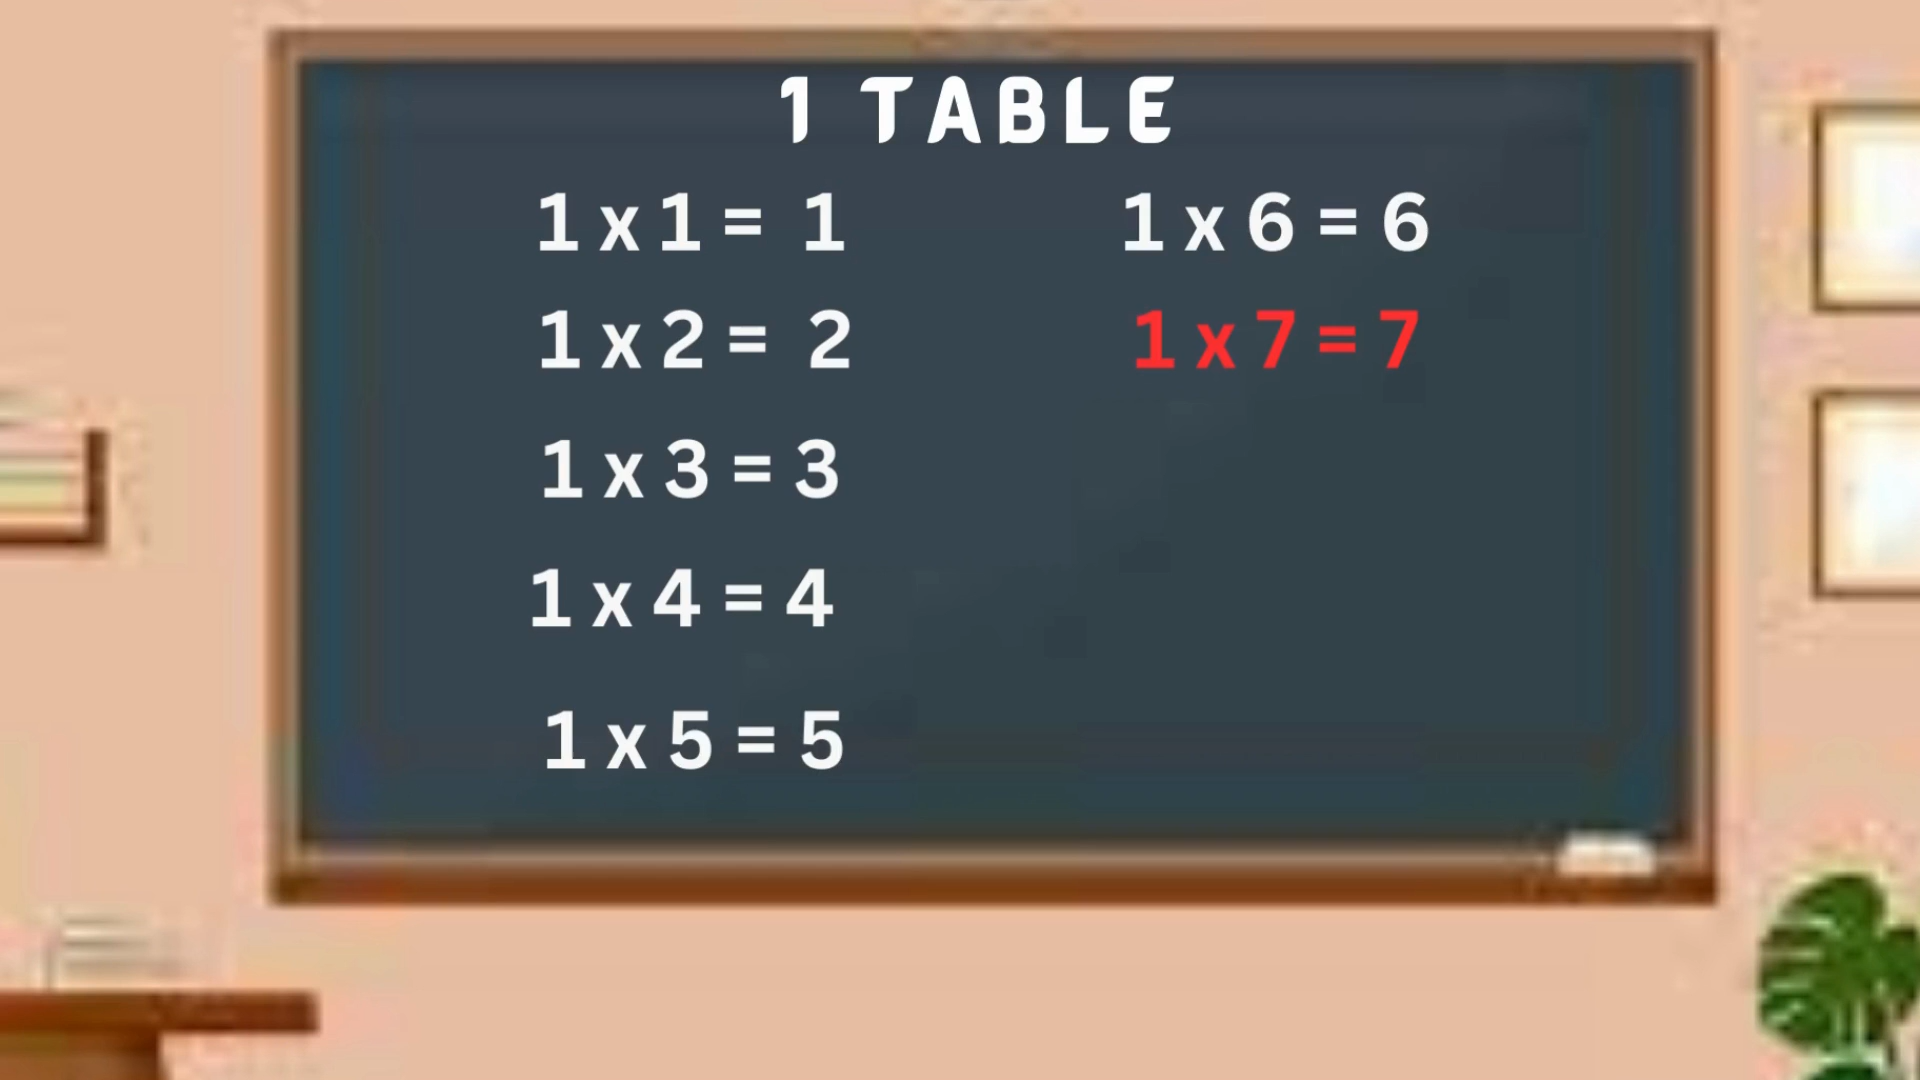 1 TABLE
1 x 1 = 1
1 x 2 = 2
1 x 3 = 3
1 x 4 = 4
1 x 5 = 5
1 x 6 = 6
1 x 7 = 7